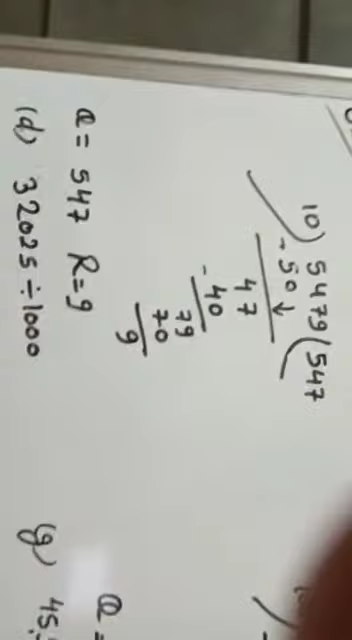 10) 5479 (547
- 50↓
47
- 40
79
70
9
Q = 547 R = 9
(d) 32025 ÷ 1000
Q =
(g) 45